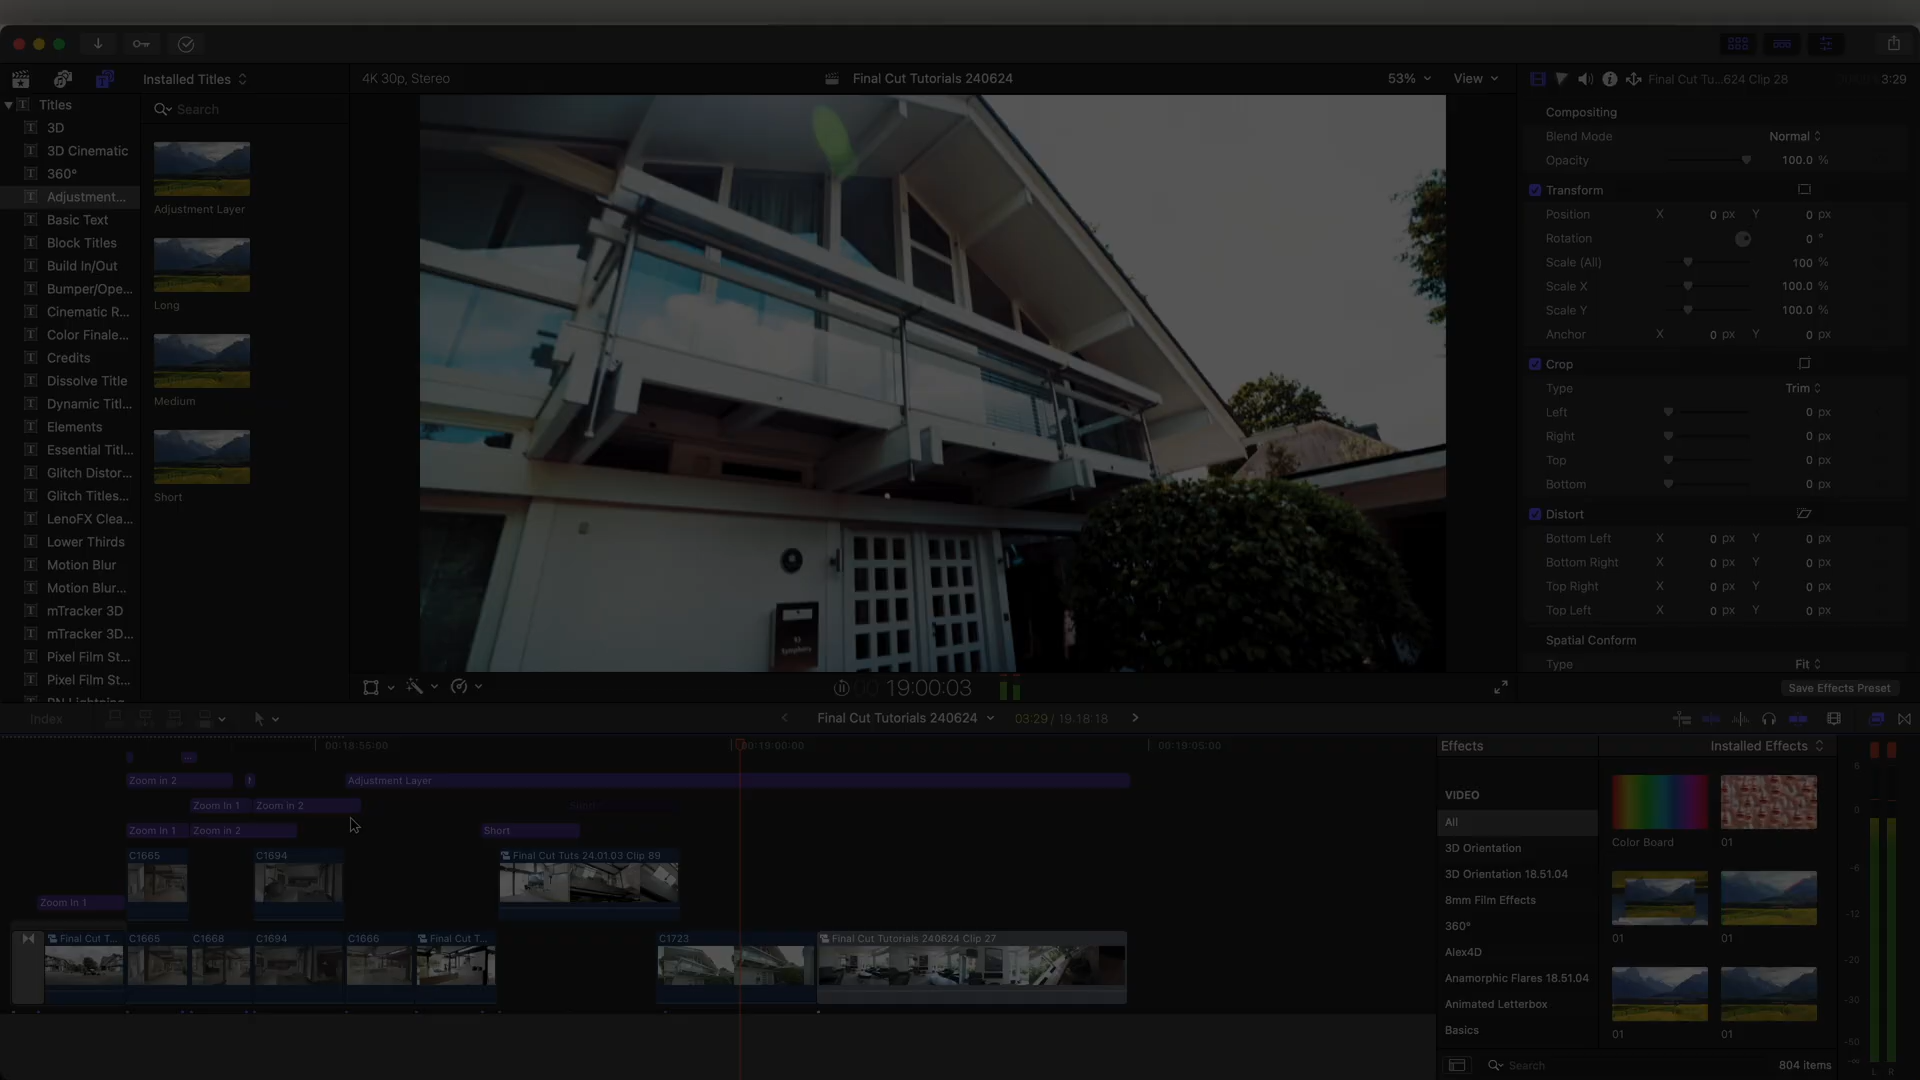 Installed Titles
4K 30p, Stereo
Final Cut Tutorials 240624
53%
View
Final Cut Tu...624 Clip 28
3:29
Titles
3D
3D Cinematic
360°
Adjustment...
Basic Text
Block Titles
Build In/Out
Bumper/Ope...
Cinematic R...
Color Finale...
Credits
Dissolve Title
Dynamic Titl...
Elements
Essential Titl...
Glitch Distor...
Glitch Titles...
LenoFX Clea...
Lower Thirds
Motion Blur
Motion Blur...
mTracker 3D
mTracker 3D...
Pixel Film St...
Pixel Film St...
Search
Adjustment Layer
Long
Medium
Short
Symphony
Compositing
Blend Mode Normal
Opacity 100.0 %
Transform
Position X 0 px Y 0 px
Rotation 0 °
Scale (All) 100 %
Scale X 100.0 %
Scale Y 100.0 %
Anchor X 0 px Y 0 px
Crop
Type Trim
Left 0 px
Right 0 px
Top 0 px
Bottom 0 px
Distort
Bottom Left X 0 px Y 0 px
Bottom Right X 0 px Y 0 px
Top Right X 0 px Y 0 px
Top Left X 0 px Y 0 px
Spatial Conform
Type Fit
Save Effects Preset
00 19:00:03
Index
Final Cut Tutorials 240624
03:29 / 19:18:18
00:18:55:00
00:19:00:00
00:19:05:00
Zoom in 2
Adjustment Layer
Zoom In 1
Zoom in 2
Short
Zoom In 1
Zoom in 2
Short
C1665
C1694
Final Cut Tuts 24.01.03 Clip 89
Zoom In 1
Final Cut T...
C1665
C1668
C1694
C1666
Final Cut T...
C1723
Final Cut Tutorials 240624 Clip 27
Effects
Installed Effects
VIDEO
All
3D Orientation
3D Orientation 18.51.04
8mm Film Effects
360°
Alex4D
Anamorphic Flares 18.51.04
Animated Letterbox
Basics
Color Board
01
01
01
01
01
Search
804 items
6
0
-6
-12
-20
-30
-50
-∞
L R